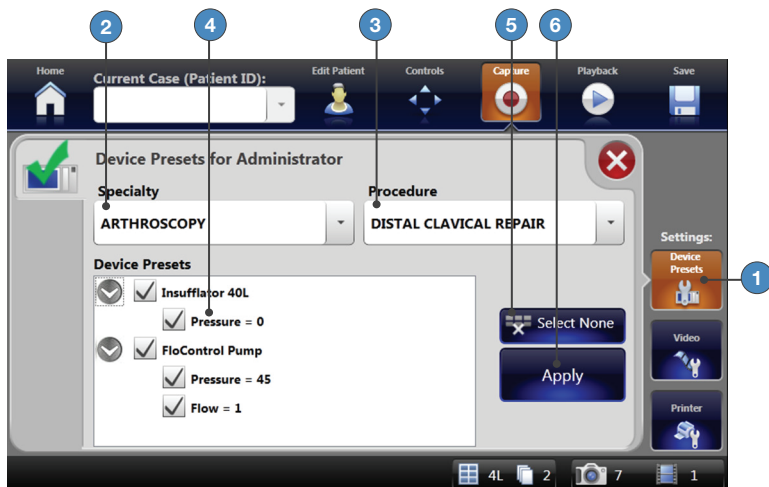 2 4 3 5 6
Home Current Case (Patient ID): Edit Patient Controls Capture Playback Save
Device Presets for Administrator
Specialty Procedure
ARTHROSCOPY DISTAL CLAVICAL REPAIR
Settings:
Device Presets
Device
Presets
1
Insufflator 40L
Pressure = 0
Select None
FloControl Pump
Video
Pressure = 45
Apply
Flow = 1
Printer
4L 2 7 1